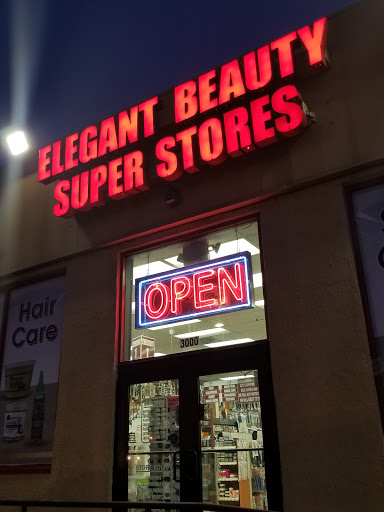 ELEGANT BEAUTY
SUPER STORES
OPEN
3000
Hair
Care